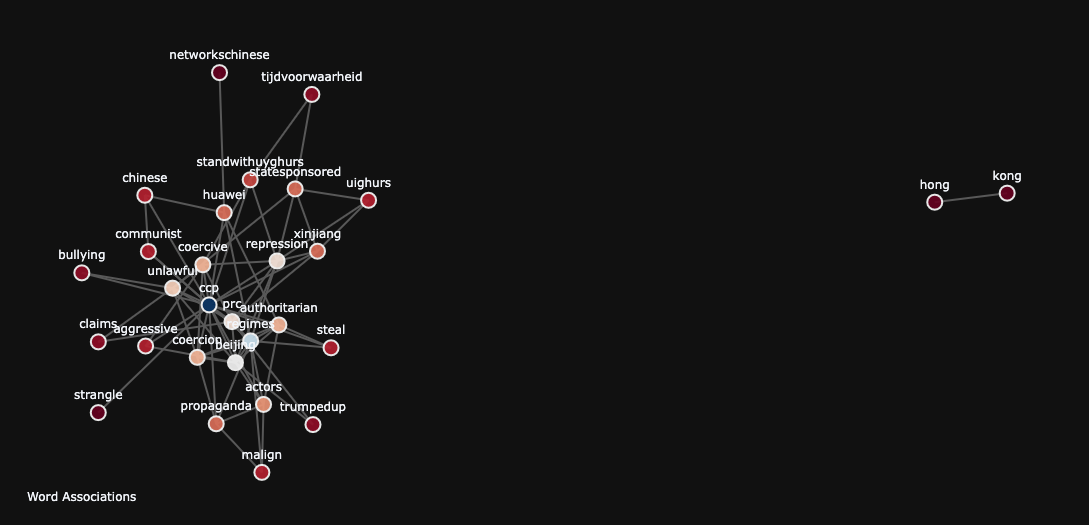 networkschinese
tijdvoorwaarheid
standwithuyghurs
statesponsored
chinese
uighurs
hong
kong
huawei
communist
coercive
repression
xinjiang
bullying
unlawful
ccp
prc
authoritarian
claims
aggressive
regimes
steal
coercion
beijing
actors
strangle
propaganda
trumpedup
malign
Word Associations